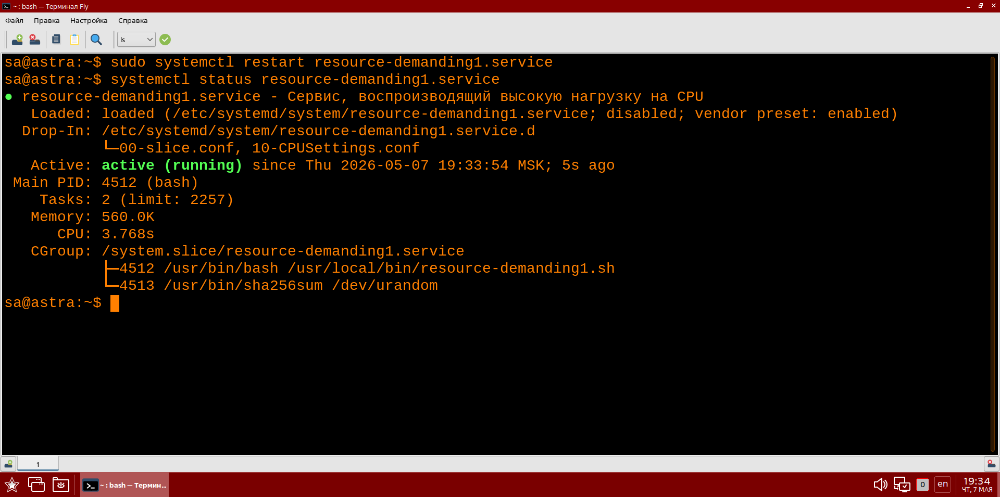 ~ : bash — Терминал Fly
Файл Правка Настройка Справка
ls
sa@astra:~$ sudo systemctl restart resource-demanding1.service
sa@astra:~$ systemctl status resource-demanding1.service
● resource-demanding1.service - Сервис, воспроизводящий высокую нагрузку на CPU
Loaded: loaded (/etc/systemd/system/resource-demanding1.service; disabled; vendor preset: enabled)
Drop-In: /etc/systemd/system/resource-demanding1.service.d
└─00-slice.conf, 10-CPUSettings.conf
Active: active (running) since Thu 2026-05-07 19:33:54 MSK; 5s ago
Main PID: 4512 (bash)
Tasks: 2 (limit: 2257)
Memory: 560.0K
CPU: 3.768s
CGroup: /system.slice/resource-demanding1.service
├─4512 /usr/bin/bash /usr/local/bin/resource-demanding1.sh
└─4513 /usr/bin/sha256sum /dev/urandom
sa@astra:~$
1
~ : bash — Термин...
0
en
19:34
ЧТ, 7 МАЯ